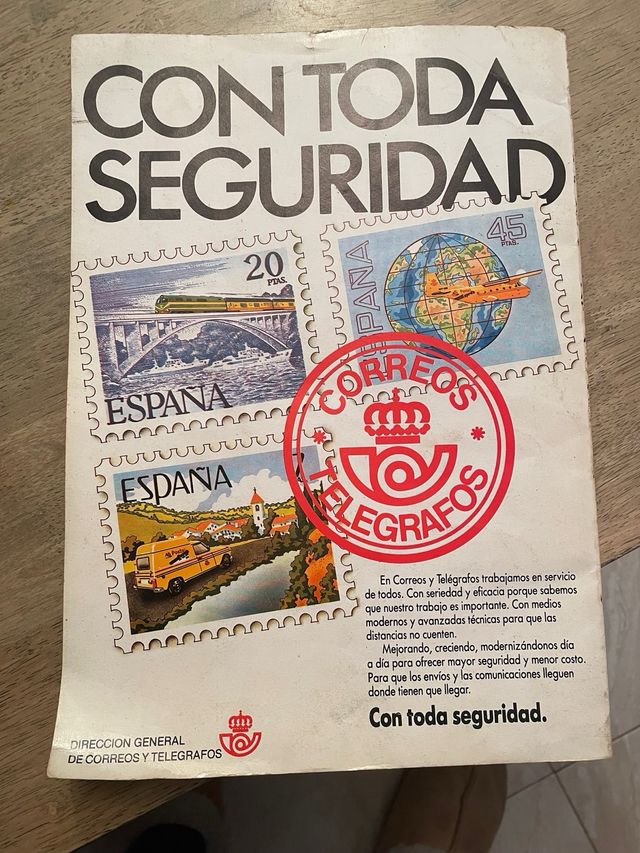 CON TODA
SEGURIDAD
20
PTAS.
ESPAÑA
45
PTAS.
ESPAÑA
ESPAÑA
CORREOS
TELEGRAFOS
En Correos y Telégrafos trabajamos en servicio
de todos. Con seriedad y eficacia porque sabemos
que nuestro trabajo es importante. Con medios
modernos y avanzadas técnicas para que las
distancias no cuenten.
Mejorando, creciendo, modernizándonos día
a día para ofrecer mayor seguridad y menor costo.
Para que los envíos y las comunicaciones lleguen
donde tienen que llegar.
Con toda seguridad.
DIRECCION GENERAL
DE CORREOS Y TELEGRAFOS